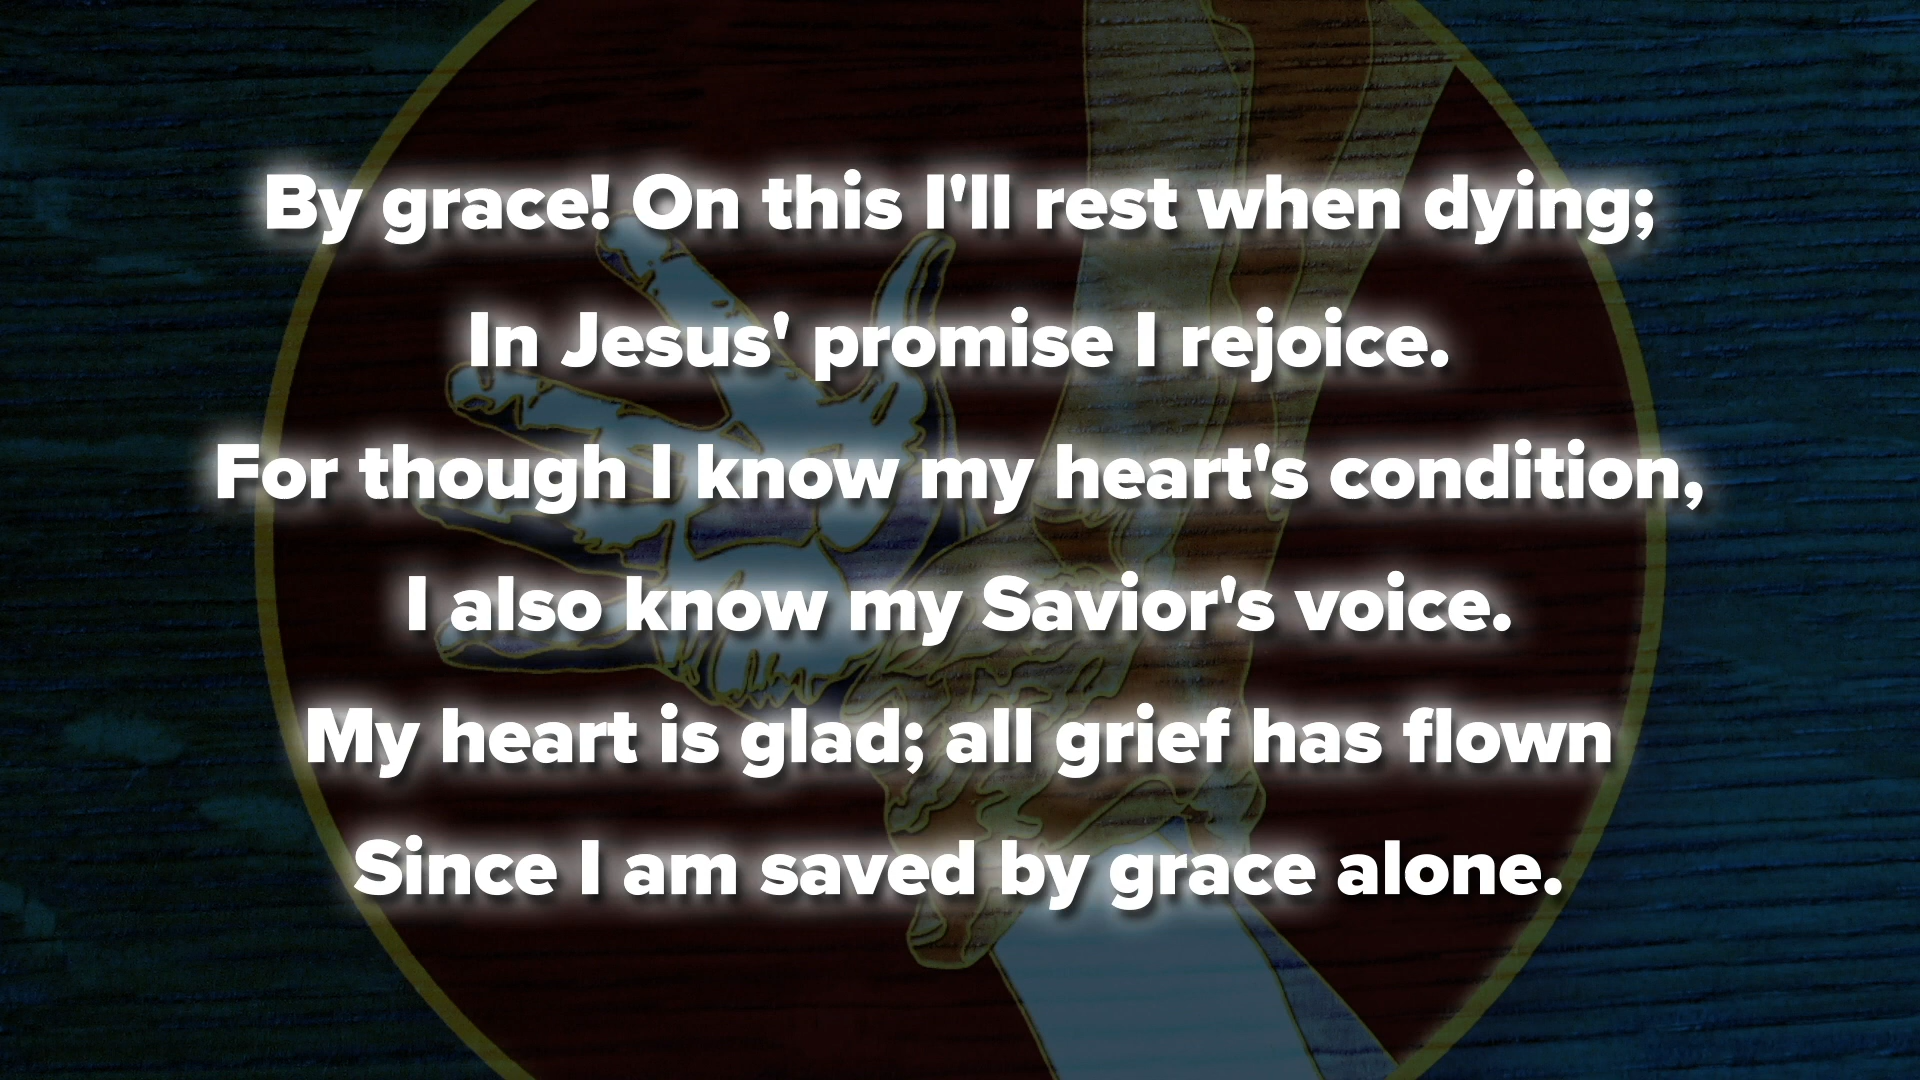 By grace! On this I'll rest when dying;
In Jesus' promise I rejoice.
For though I know my heart's condition,
I also know my Savior's voice.
My heart is glad; all grief has flown
Since I am saved by grace alone.